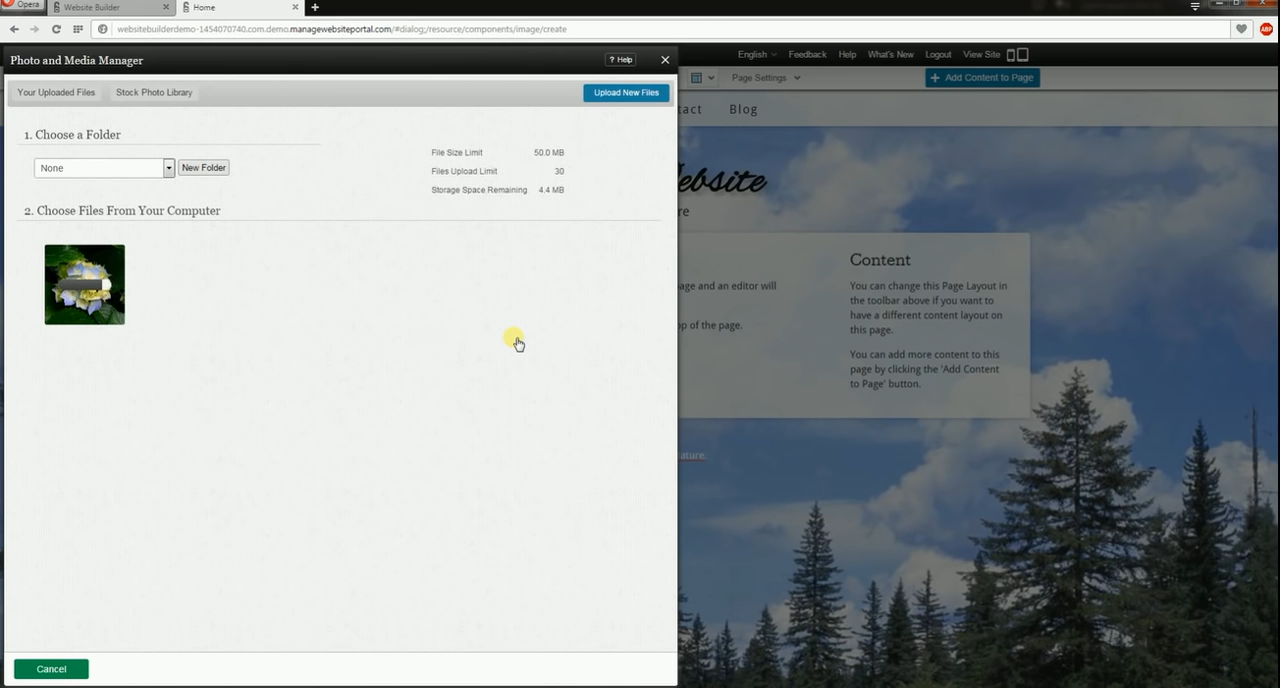 Opera
Website Builder
Home
websitebuilderdemo-1454070740.com.demo.managewebsiteportal.com/#dialog;/resource/components/image/create
ABP
Photo and Media Manager
? Help
English
Feedback
Help
What's New
Logout
View Site
Your Uploaded Files
Stock Photo Library
Upload New Files
Page Settings
+ Add Content to Page
tact
Blog
1. Choose a Folder
None
New Folder
File Size Limit 50.0 MB
Files Upload Limit 30
Storage Space Remaining 4.4 MB
2. Choose Files From Your Computer
ebsite
re
age and an editor will
op of the page.
Content
You can change this Page Layout in
the toolbar above if you want to
have a different content layout on
this page.
You can add more content to this
page by clicking the 'Add Content
to Page' button.
ature.
Cancel